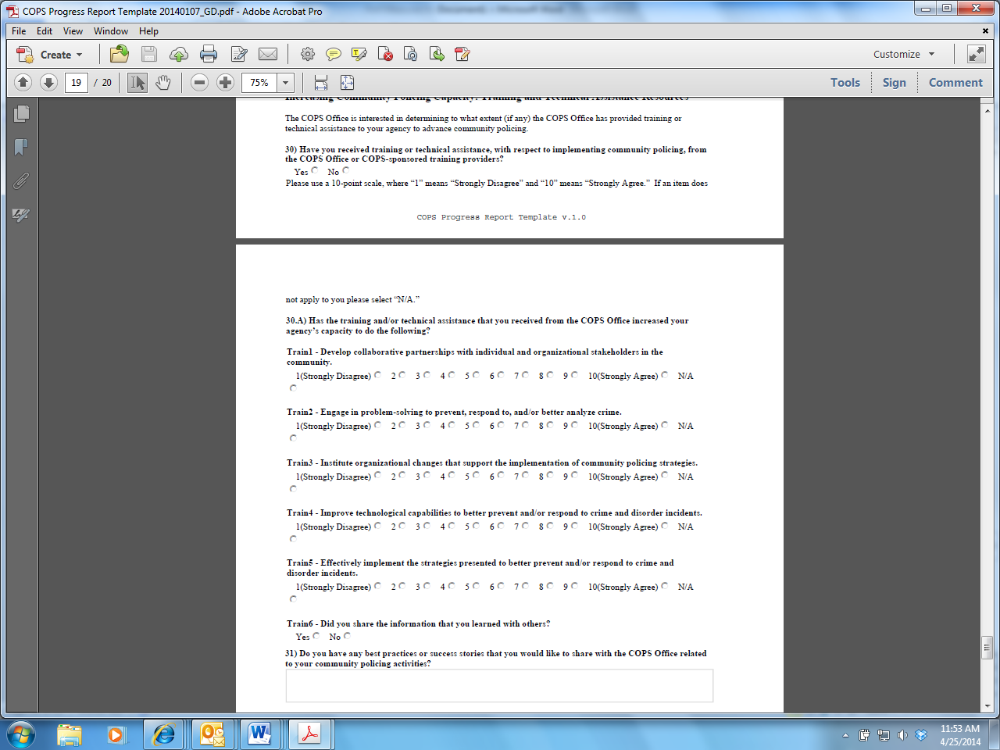 COPS Progress Report Template 20140107_GD.pdf - Adobe Acrobat Pro
File Edit View Window Help
Create
Customize
19 / 20
75%
Tools Sign Comment
Increasing Community Policing Capacity: Training and Technical Assistance Resources
The COPS Office is interested in determining to what extent (if any) the COPS Office has provided training or
technical assistance to your agency to advance community policing.
30) Have you received training or technical assistance, with respect to implementing community policing, from
the COPS Office or COPS-sponsored training providers?
Yes No
Please use a 10-point scale, where “1” means “Strongly Disagree” and “10” means “Strongly Agree.” If an item does
COPS Progress Report Template v.1.0
not apply to you please select “N/A.”
30.A) Has the training and/or technical assistance that you received from the COPS Office increased your
agency’s capacity to do the following?
Train1 - Develop collaborative partnerships with individual and organizational stakeholders in the
community.
1(Strongly Disagree) 2 3 4 5 6 7 8 9 10(Strongly Agree) N/A
Train2 - Engage in problem-solving to prevent, respond to, and/or better analyze crime.
1(Strongly Disagree) 2 3 4 5 6 7 8 9 10(Strongly Agree) N/A
Train3 - Institute organizational changes that support the implementation of community policing strategies.
1(Strongly Disagree) 2 3 4 5 6 7 8 9 10(Strongly Agree) N/A
Train4 - Improve technological capabilities to better prevent and/or respond to crime and disorder incidents.
1(Strongly Disagree) 2 3 4 5 6 7 8 9 10(Strongly Agree) N/A
Train5 - Effectively implement the strategies presented to better prevent and/or respond to crime and
disorder incidents.
1(Strongly Disagree) 2 3 4 5 6 7 8 9 10(Strongly Agree) N/A
Train6 - Did you share the information that you learned with others?
Yes No
31) Do you have any best practices or success stories that you would like to share with the COPS Office related
to your community policing activities?
11:53 AM
4/25/2014